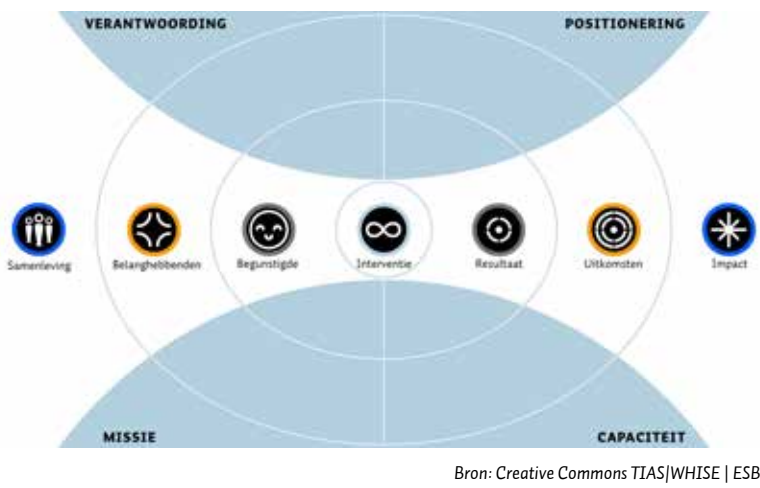 VERANTWOORDING
POSITIONERING
Samenleving
Belanghebbenden
Begunstigde
Interventie
Resultaat
Uitkomsten
Impact
MISSIE
CAPACITEIT
Bron: Creative Commons TIAS|WHISE | ESB